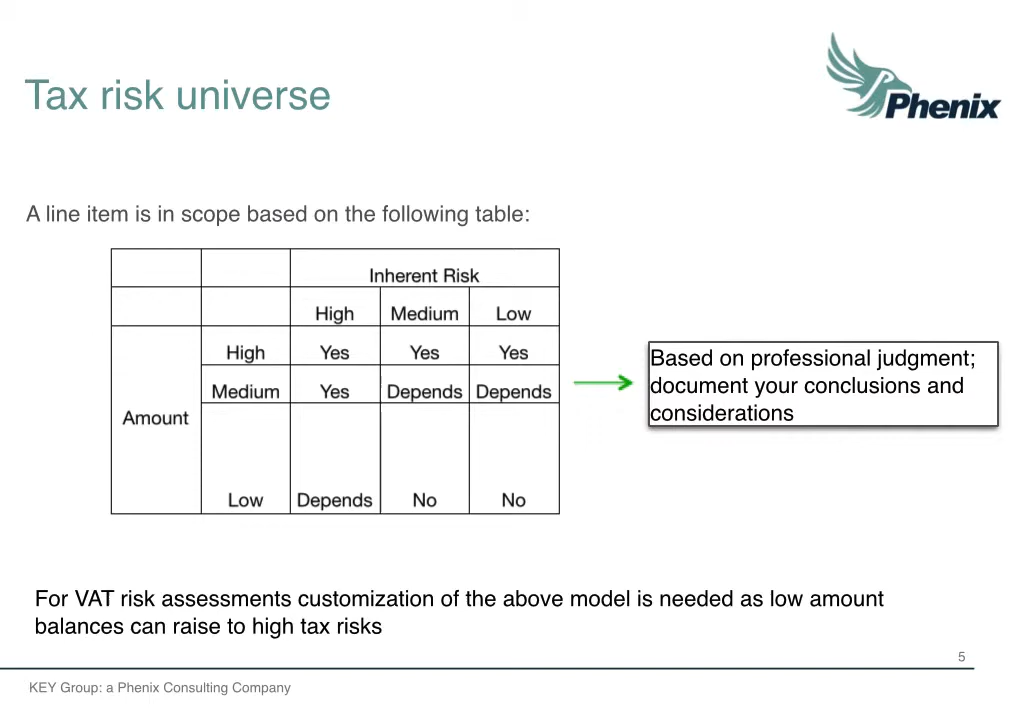 Phenix
Tax risk universe
A line item is in scope based on the following table:
Inherent Risk
High Medium Low
High Yes Yes Yes
Medium Yes Depends Depends
Amount
Low Depends No No
Based on professional judgment;
document your conclusions and
considerations
For VAT risk assessments customization of the above model is needed as low amount
balances can raise to high tax risks
5
KEY Group: a Phenix Consulting Company